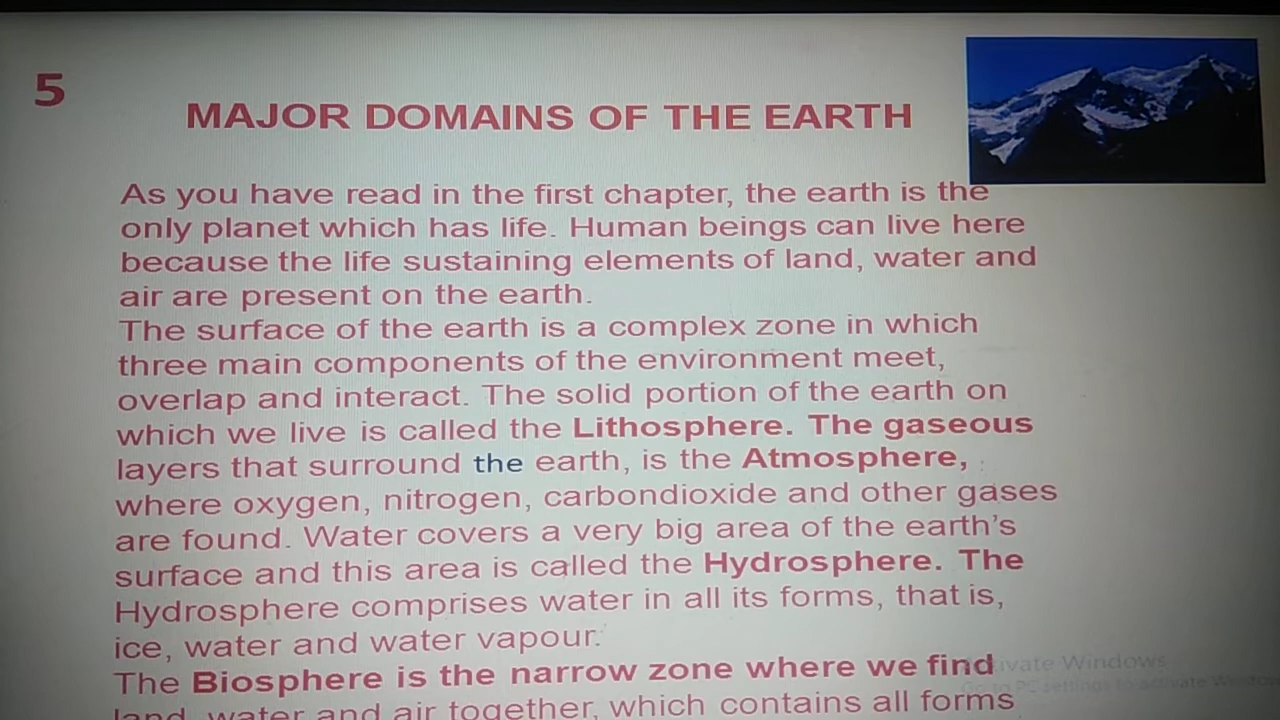 5
MAJOR DOMAINS OF THE EARTH
As you have read in the first chapter, the earth is the
only planet which has life. Human beings can live here
because the life sustaining elements of land, water and
air are present on the earth.
The surface of the earth is a complex zone in which
three main components of the environment meet,
overlap and interact. The solid portion of the earth on
which we live is called the Lithosphere. The gaseous
layers that surround the earth, is the Atmosphere,
where oxygen, nitrogen, carbondioxide and other gases
are found. Water covers a very big area of the earth's
surface and this area is called the Hydrosphere. The
Hydrosphere comprises water in all its forms, that is,
ice, water and water vapour.
The Biosphere is the narrow zone where we find
Windows
land, water and air together, which contains all forms
to activate